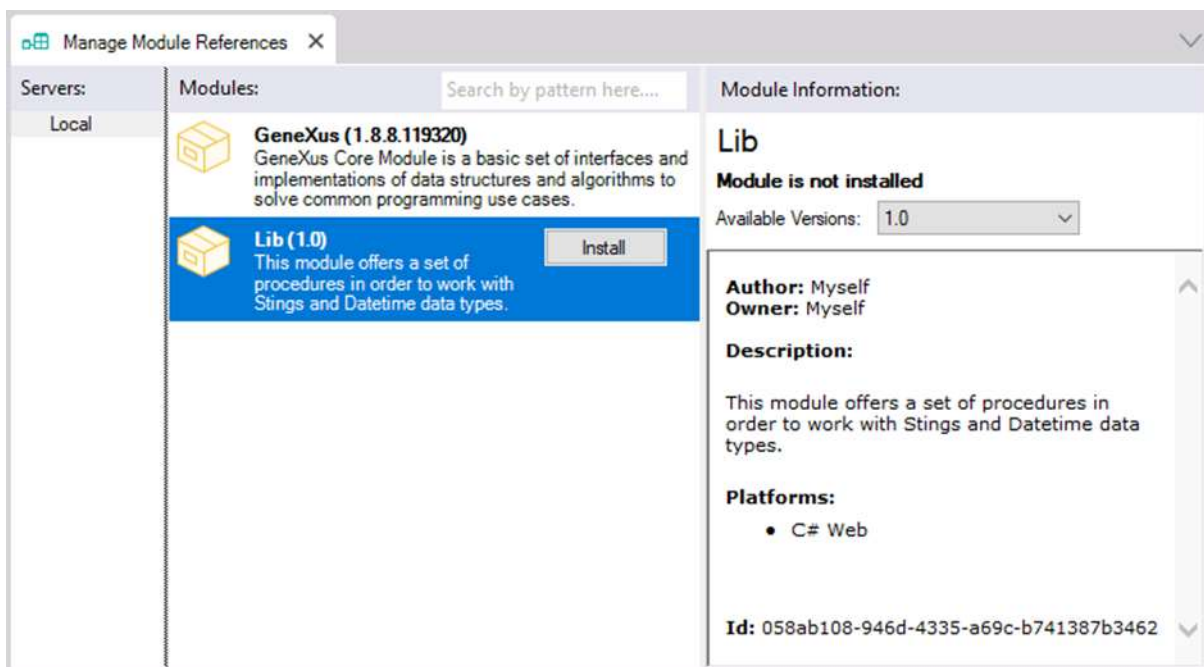 Manage Module References
Servers:
Local
Modules:
Search by pattern here....
GeneXus (1.8.8.119320)
GeneXus Core Module is a basic set of interfaces and
implementations of data structures and algorithms to
solve common programming use cases.
Lib (1.0)
This module offers a set of
procedures in order to work with
Stings and Datetime data types.
Install
Module Information:
Lib
Module is not installed
Available Versions: 1.0
Author: Myself
Owner: Myself
Description:
This module offers a set of procedures in
order to work with Stings and Datetime data
types.
Platforms:
• C# Web
Id: 058ab108-946d-4335-a69c-b741387b3462